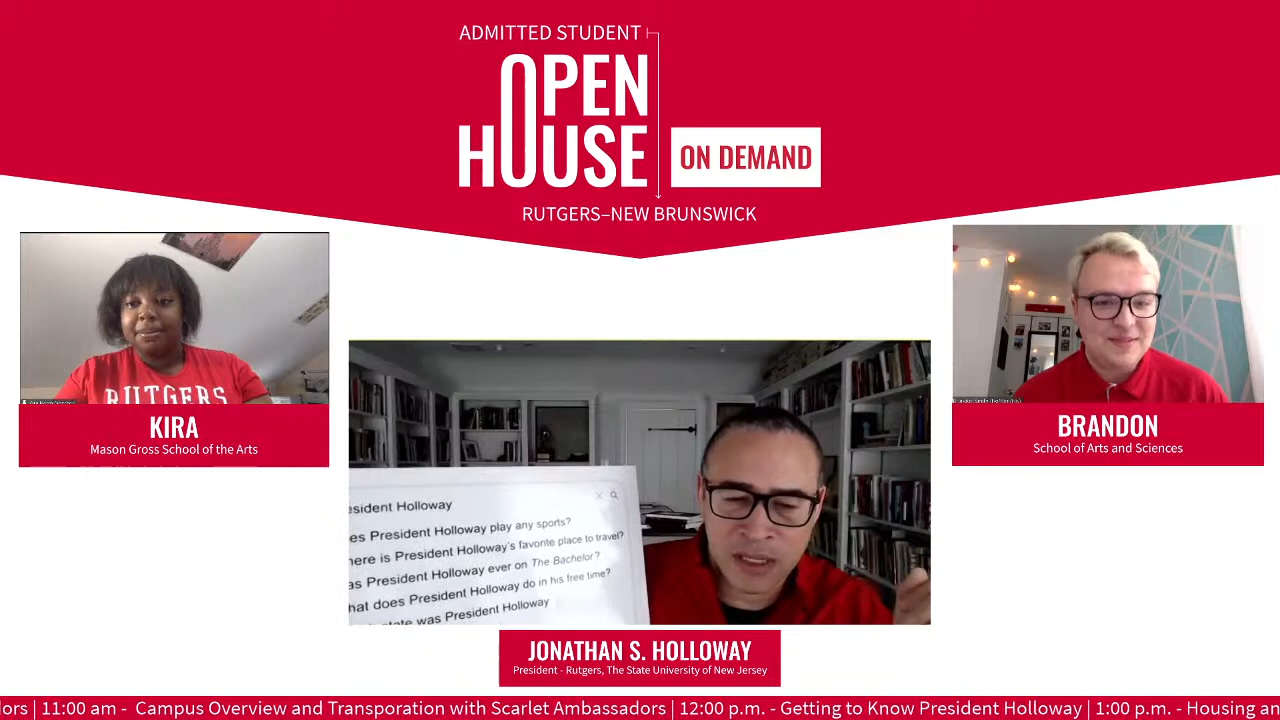 ADMITTED STUDENT
OPEN
HOUSE
ON DEMAND
RUTGERS–NEW BRUNSWICK
RUTGERS
KIRA
Mason Gross School of the Arts
BRANDON
School of Arts and Sciences
esident Holloway
es President Holloway play any sports?
here is President Holloway's favorite place to travel?
as President Holloway ever on The Bachelor?
hat does President Holloway do in his free time?
state was President Holloway
JONATHAN S. HOLLOWAY
President - Rutgers, The State University of New Jersey
dors | 11:00 am - Campus Overview and Transporation with Scarlet Ambassadors | 12:00 p.m. - Getting to Know President Holloway | 1:00 p.m. - Housing an